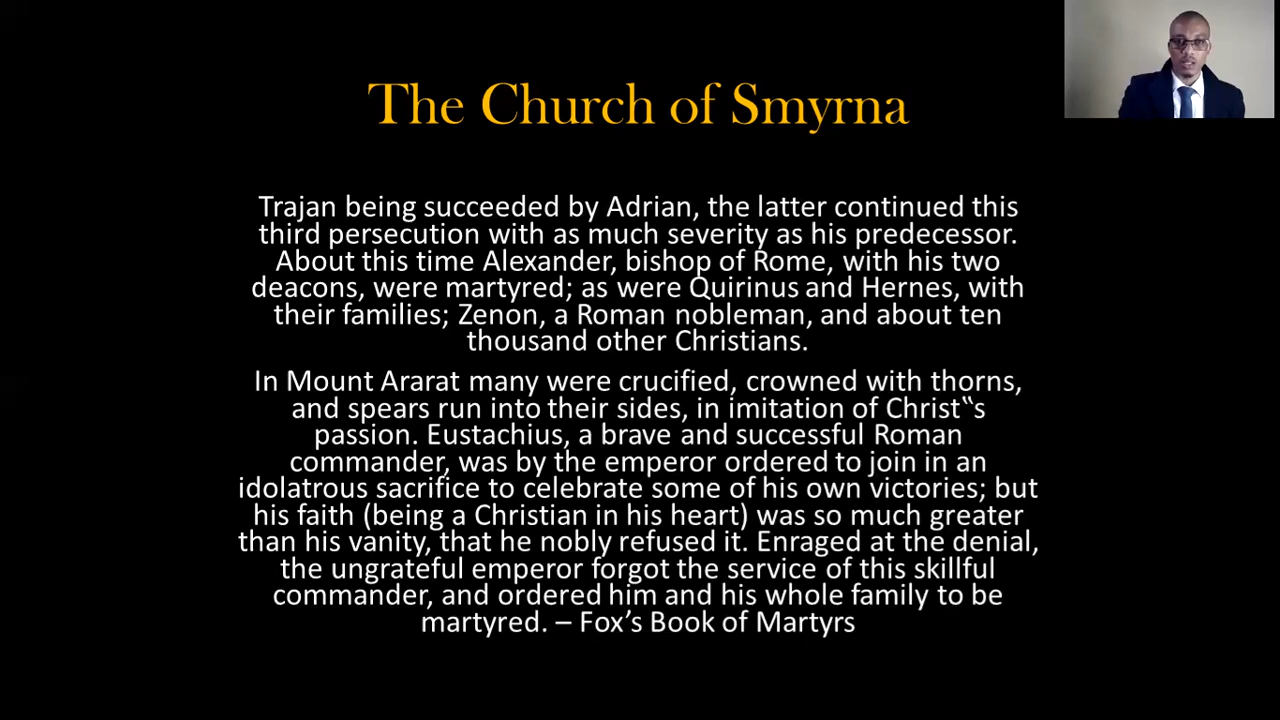 The Church of Smyrna
Trajan being succeeded by Adrian, the latter continued this
third persecution with as much severity as his predecessor.
About this time Alexander, bishop of Rome, with his two
deacons, were martyred; as were Quirinus and Hernes, with
their families; Zenon, a Roman nobleman, and about ten
thousand other Christians.
In Mount Ararat many were crucified, crowned with thorns,
and spears run into their sides, in imitation of Christ‟s
passion. Eustachius, a brave and successful Roman
commander, was by the emperor ordered to join in an
idolatrous sacrifice to celebrate some of his own victories; but
his faith (being a Christian in his heart) was so much greater
than his vanity, that he nobly refused it. Enraged at the denial,
the ungrateful emperor forgot the service of this skillful
commander, and ordered him and his whole family to be
martyred. – Fox’s Book of Martyrs